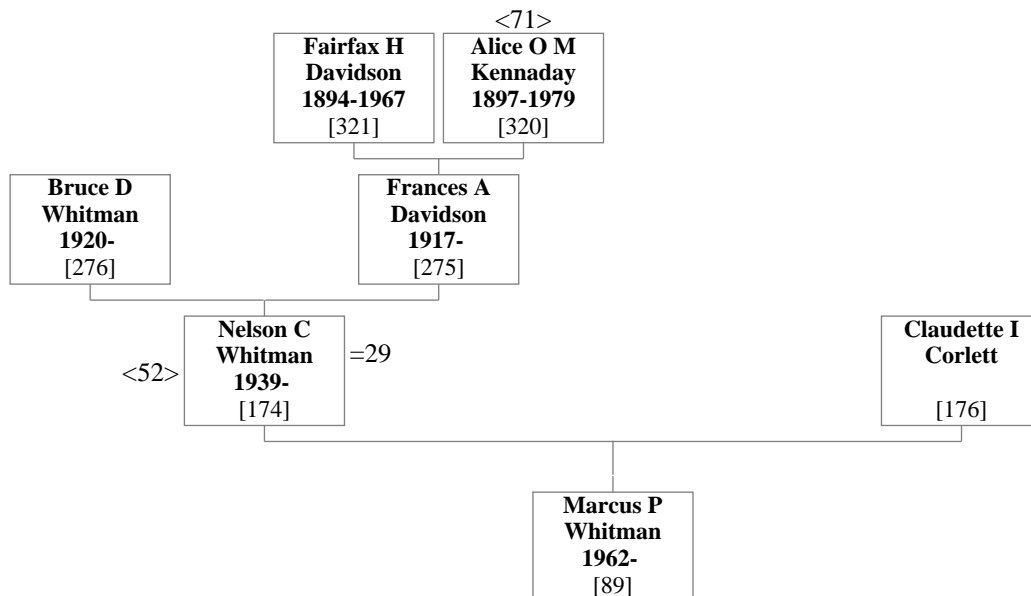 <71>
Fairfax H
Davidson
1894-1967
[321]
Alice O M
Kennaday
1897-1979
[320]
Bruce D
Whitman
1920-
[276]
Frances A
Davidson
1917-
[275]
<52>
Nelson C
Whitman
1939-
[174]
=29
Claudette I
Corlett
[176]
Marcus P
Whitman
1962-
[89]